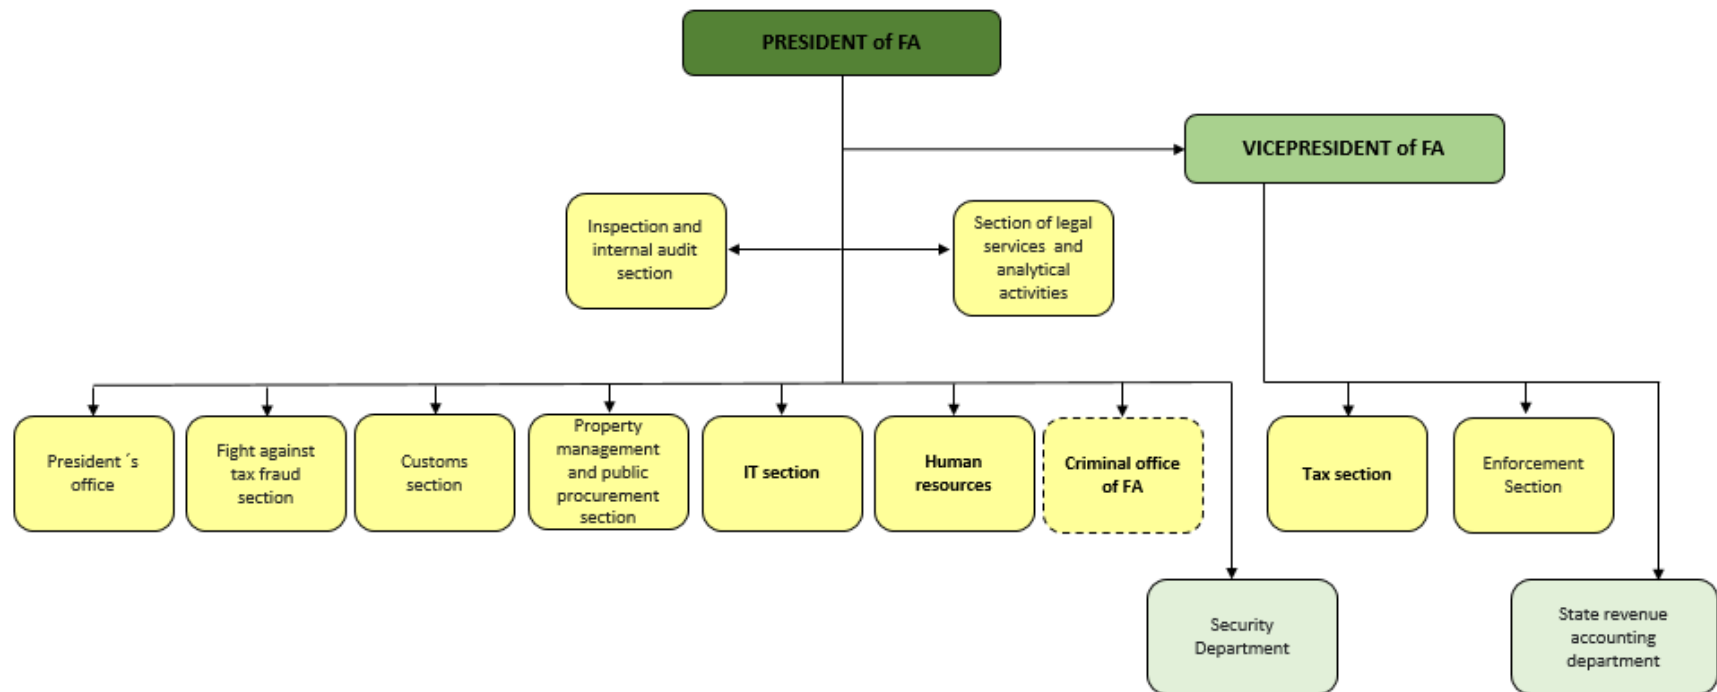 PRESIDENT of FA
VICEPRESIDENT of FA
Inspection and
internal audit
section
Section of legal
services and
analytical
activities
President ´s
office
Fight against
tax fraud
section
Customs
section
Property
management
and public
procurement
section
IT section
Human
resources
Criminal office
of FA
Tax section
Enforcement
Section
Security
Department
State revenue
accounting
department